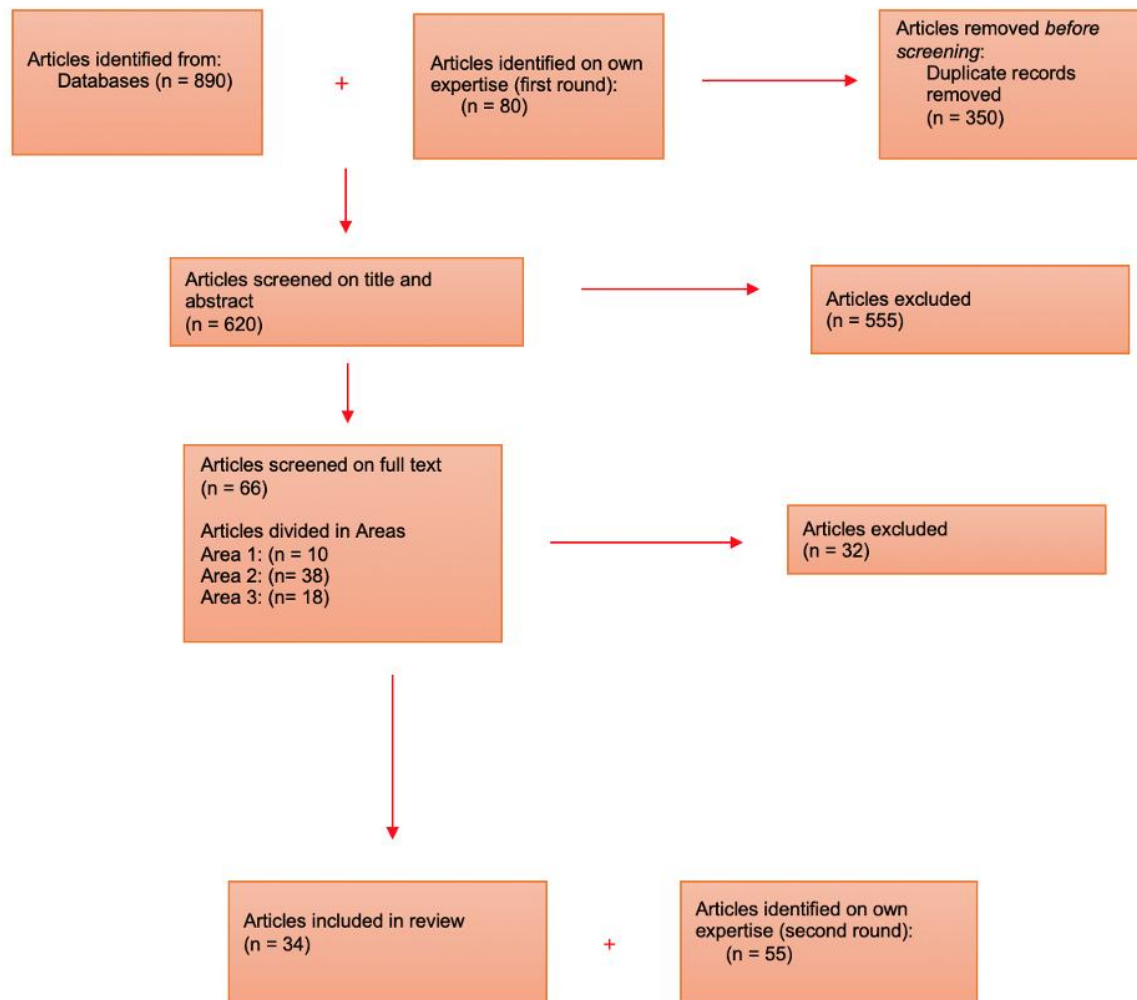 Articles identified from:
Databases (n = 890)
+
Articles identified on own
expertise (first round):
(n = 80)
Articles removed before
screening:
Duplicate records
removed
(n = 350)
Articles screened on title and
abstract
(n = 620)
Articles excluded
(n = 555)
Articles screened on full text
(n = 66)
Articles divided in Areas
Area 1: (n = 10
Area 2: (n= 38)
Area 3: (n= 18)
Articles excluded
(n = 32)
Articles included in review
(n = 34)
+
Articles identified on own
expertise (second round):
(n = 55)